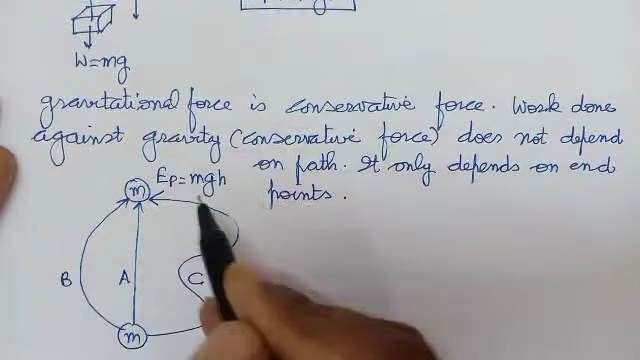 W=mg
gravitational force is conservative force. Work done
against gravity (conservative force) does not depend
on path. It only depends on end
points.
Ep=mgh
m
B
A
C
m